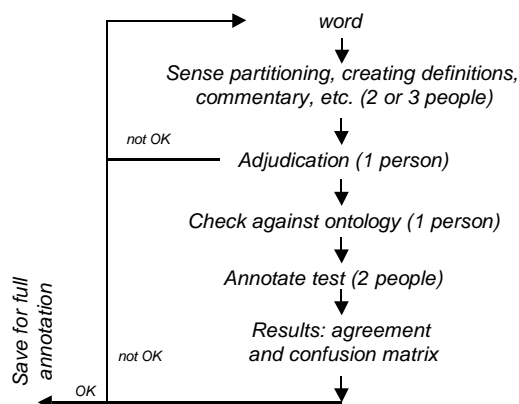 word
Sense partitioning, creating definitions,
commentary, etc. (2 or 3 people)
not OK
Adjudication (1 person)
Check against ontology (1 person)
Annotate test (2 people)
Results: agreement
and confusion matrix
not OK
OK
Save for full
annotation